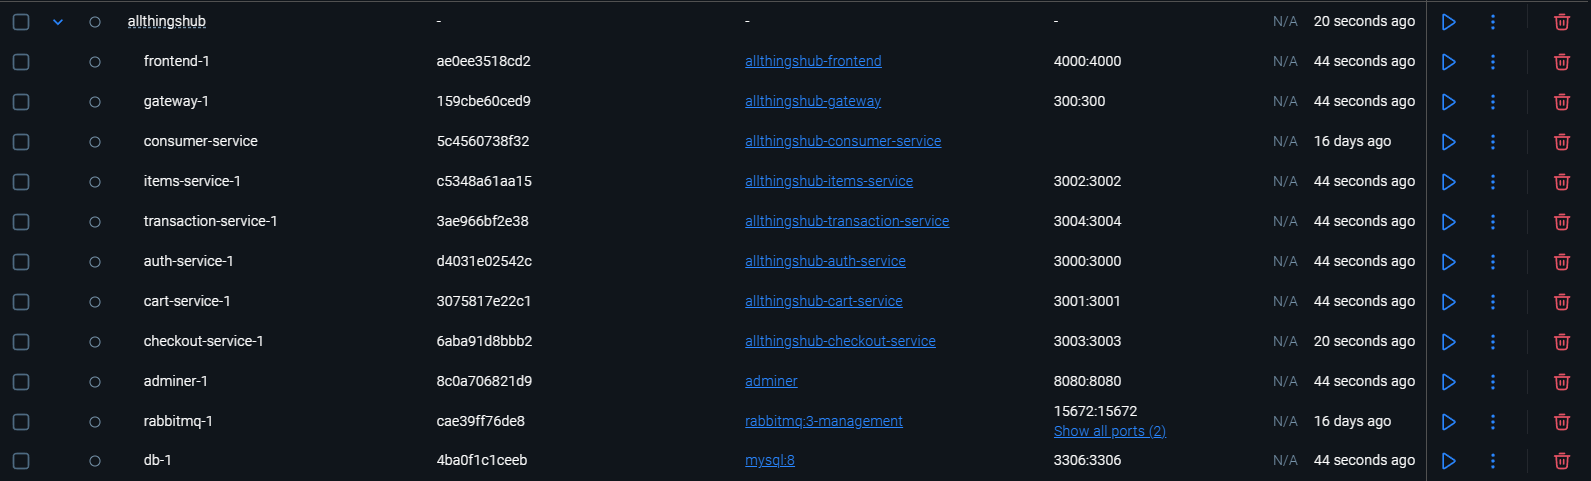 allthingshub - - - N/A 20 seconds ago
frontend-1 ae0ee3518cd2 allthingshub-frontend 4000:4000 N/A 44 seconds ago
gateway-1 159cbe60ced9 allthingshub-gateway 300:300 N/A 44 seconds ago
consumer-service 5c4560738f32 allthingshub-consumer-service N/A 16 days ago
items-service-1 c5348a61aa15 allthingshub-items-service 3002:3002 N/A 44 seconds ago
transaction-service-1 3ae966bf2e38 allthingshub-transaction-service 3004:3004 N/A 44 seconds ago
auth-service-1 d4031e02542c allthingshub-auth-service 3000:3000 N/A 44 seconds ago
cart-service-1 3075817e22c1 allthingshub-cart-service 3001:3001 N/A 44 seconds ago
checkout-service-1 6aba91d8bbb2 allthingshub-checkout-service 3003:3003 N/A 20 seconds ago
adminer-1 8c0a706821d9 adminer 8080:8080 N/A 44 seconds ago
rabbitmq-1 cae39ff76de8 rabbitmq:3-management 15672:15672 N/A 16 days ago
Show all ports (2)
db-1 4ba0f1c1ceeb mysql:8 3306:3306 N/A 44 seconds ago